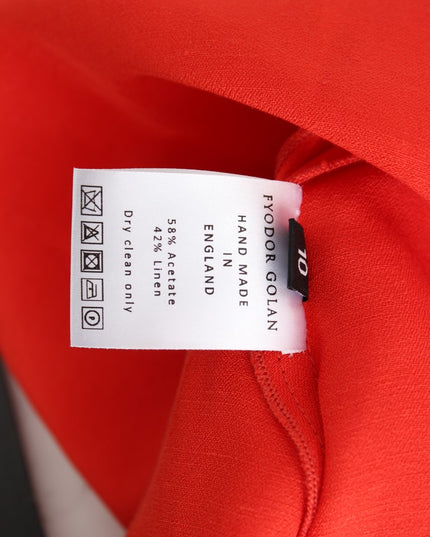 FYODOR GOLAN
HAND MADE
IN
ENGLAND
58% Acetate
42% Linen
Dry clean only
10